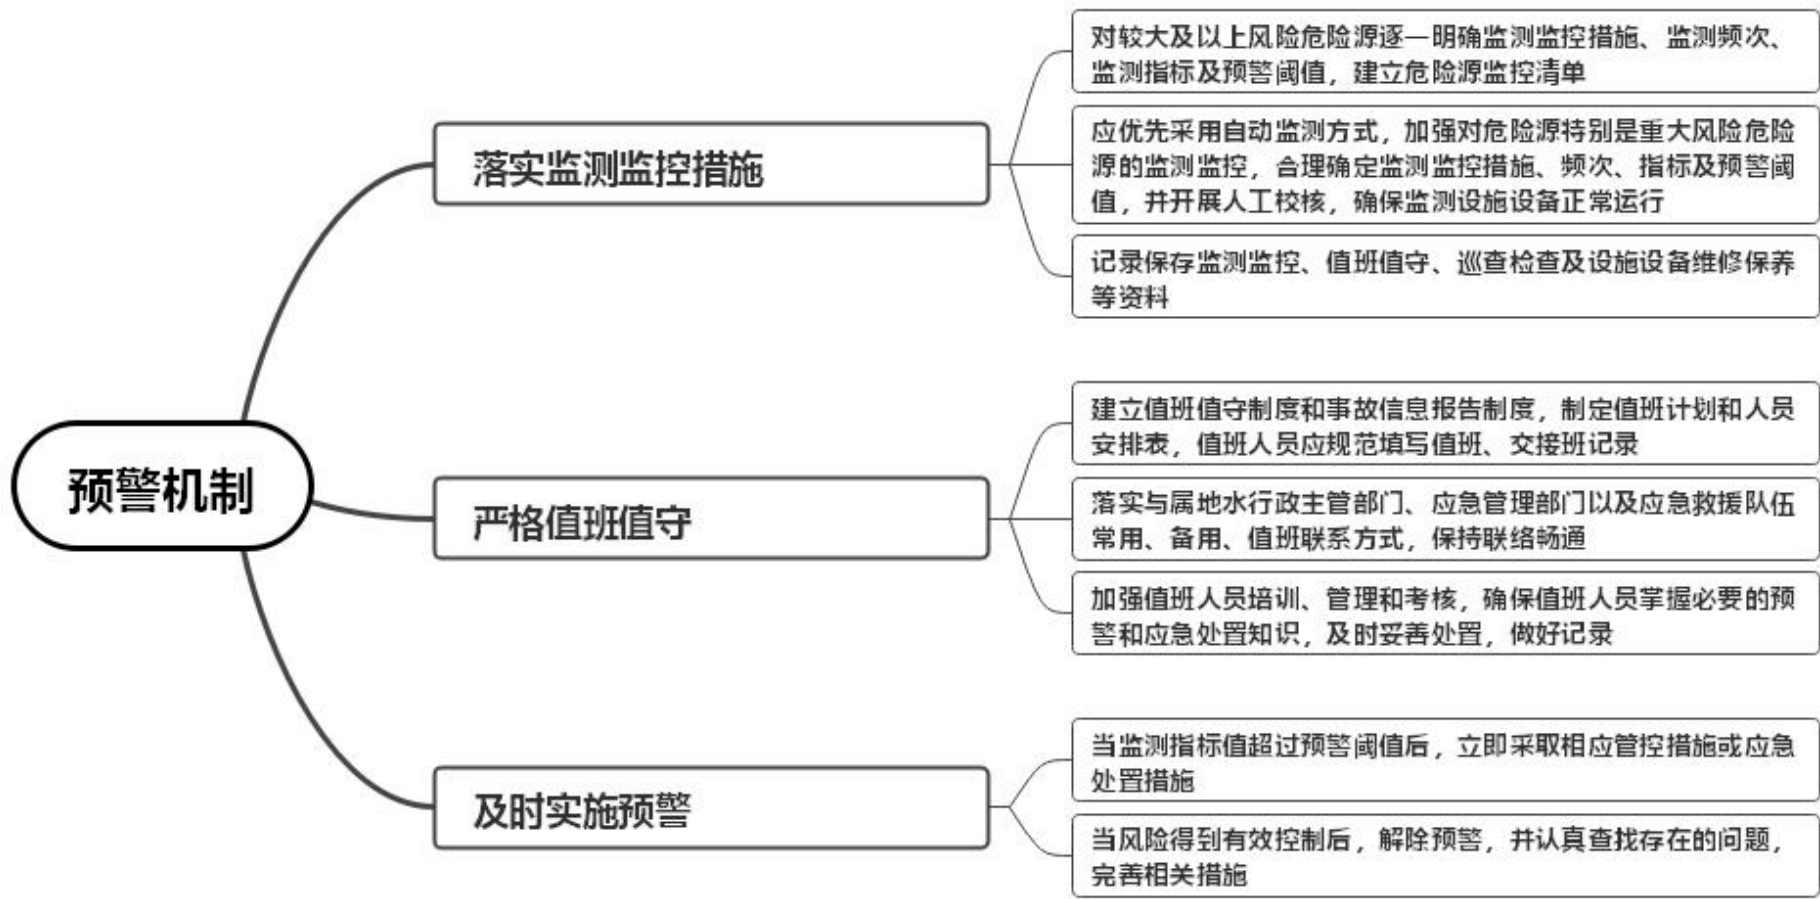 预警机制
落实监测监控措施
对较大及以上风险危险源逐一明确监测监控措施、监测频次、
监测指标及预警阈值，建立危险源监控清单
应优先采用自动监测方式，加强对危险源特别是重大风险危险
源的监测监控，合理确定监测监控措施、频次、指标及预警阈
值，并开展人工校核，确保监测设施设备正常运行
记录保存监测监控、值班值守、巡查检查及设施设备维修保养
等资料
严格值班值守
建立值班值守制度和事故信息报告制度，制定值班计划和人员
安排表，值班人员应规范填写值班、交接班记录
落实与属地水行政主管部门、应急管理部门以及应急救援队伍
常用、备用、值班联系方式，保持联络畅通
加强值班人员培训、管理和考核，确保值班人员掌握必要的预
警和应急处置知识，及时妥善处置，做好记录
及时实施预警
当监测指标值超过预警阈值后，立即采取相应管控措施或应急
处置措施
当风险得到有效控制后，解除预警，并认真查找存在的问题，
完善相关措施